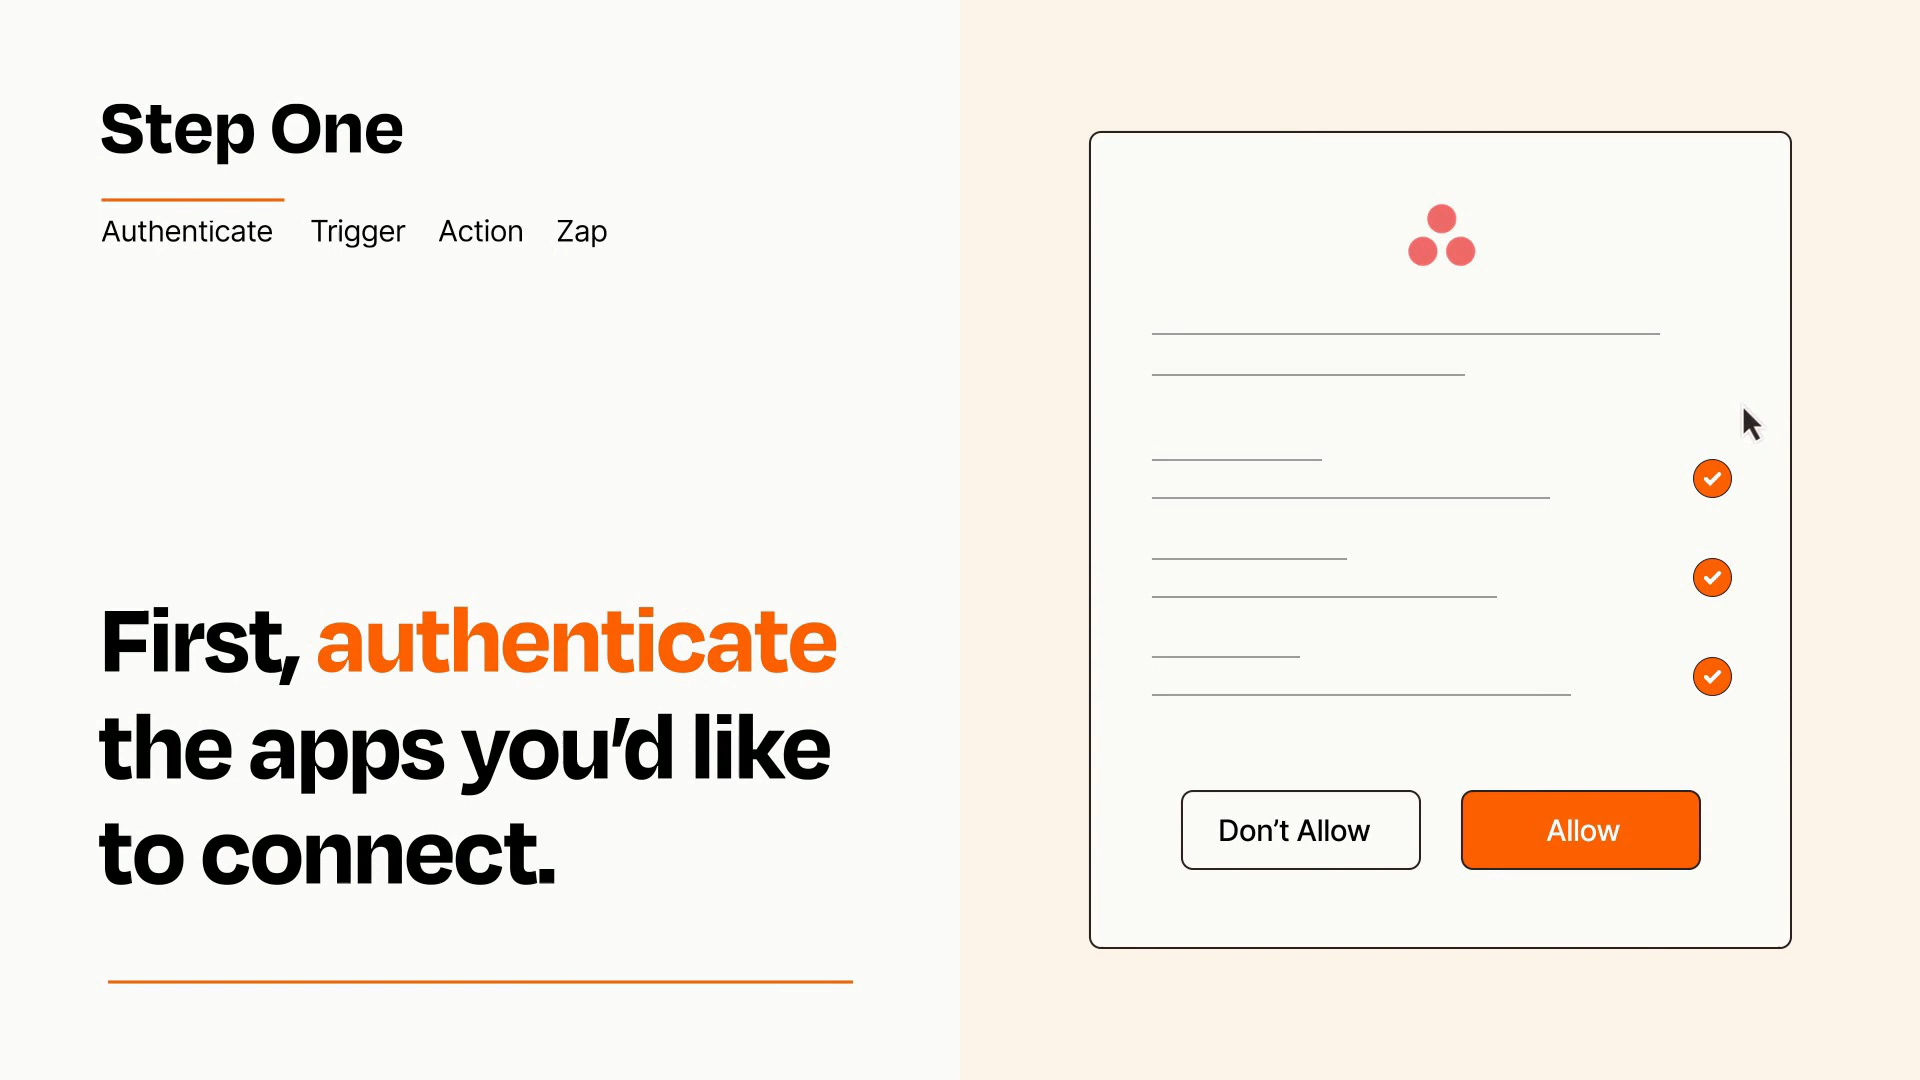 Step One
Authenticate Trigger Action Zap
First, authenticate
the apps you’d like
to connect.
Don’t Allow
Allow